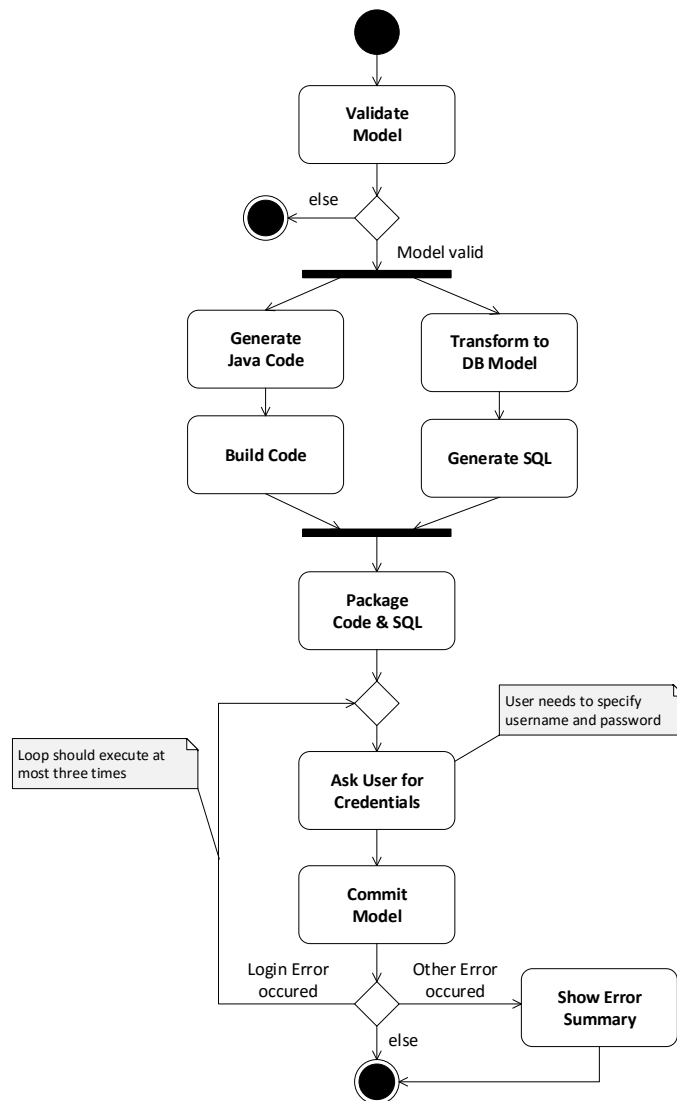 Validate
Model
else
Model valid
Generate
Java Code
Transform to
DB Model
Build Code
Generate SQL
Package
Code & SQL
User needs to specify
username and password
Loop should execute at
most three times
Ask User for
Credentials
Commit
Model
Login Error
occured
Other Error
occured
Show Error
Summary
else